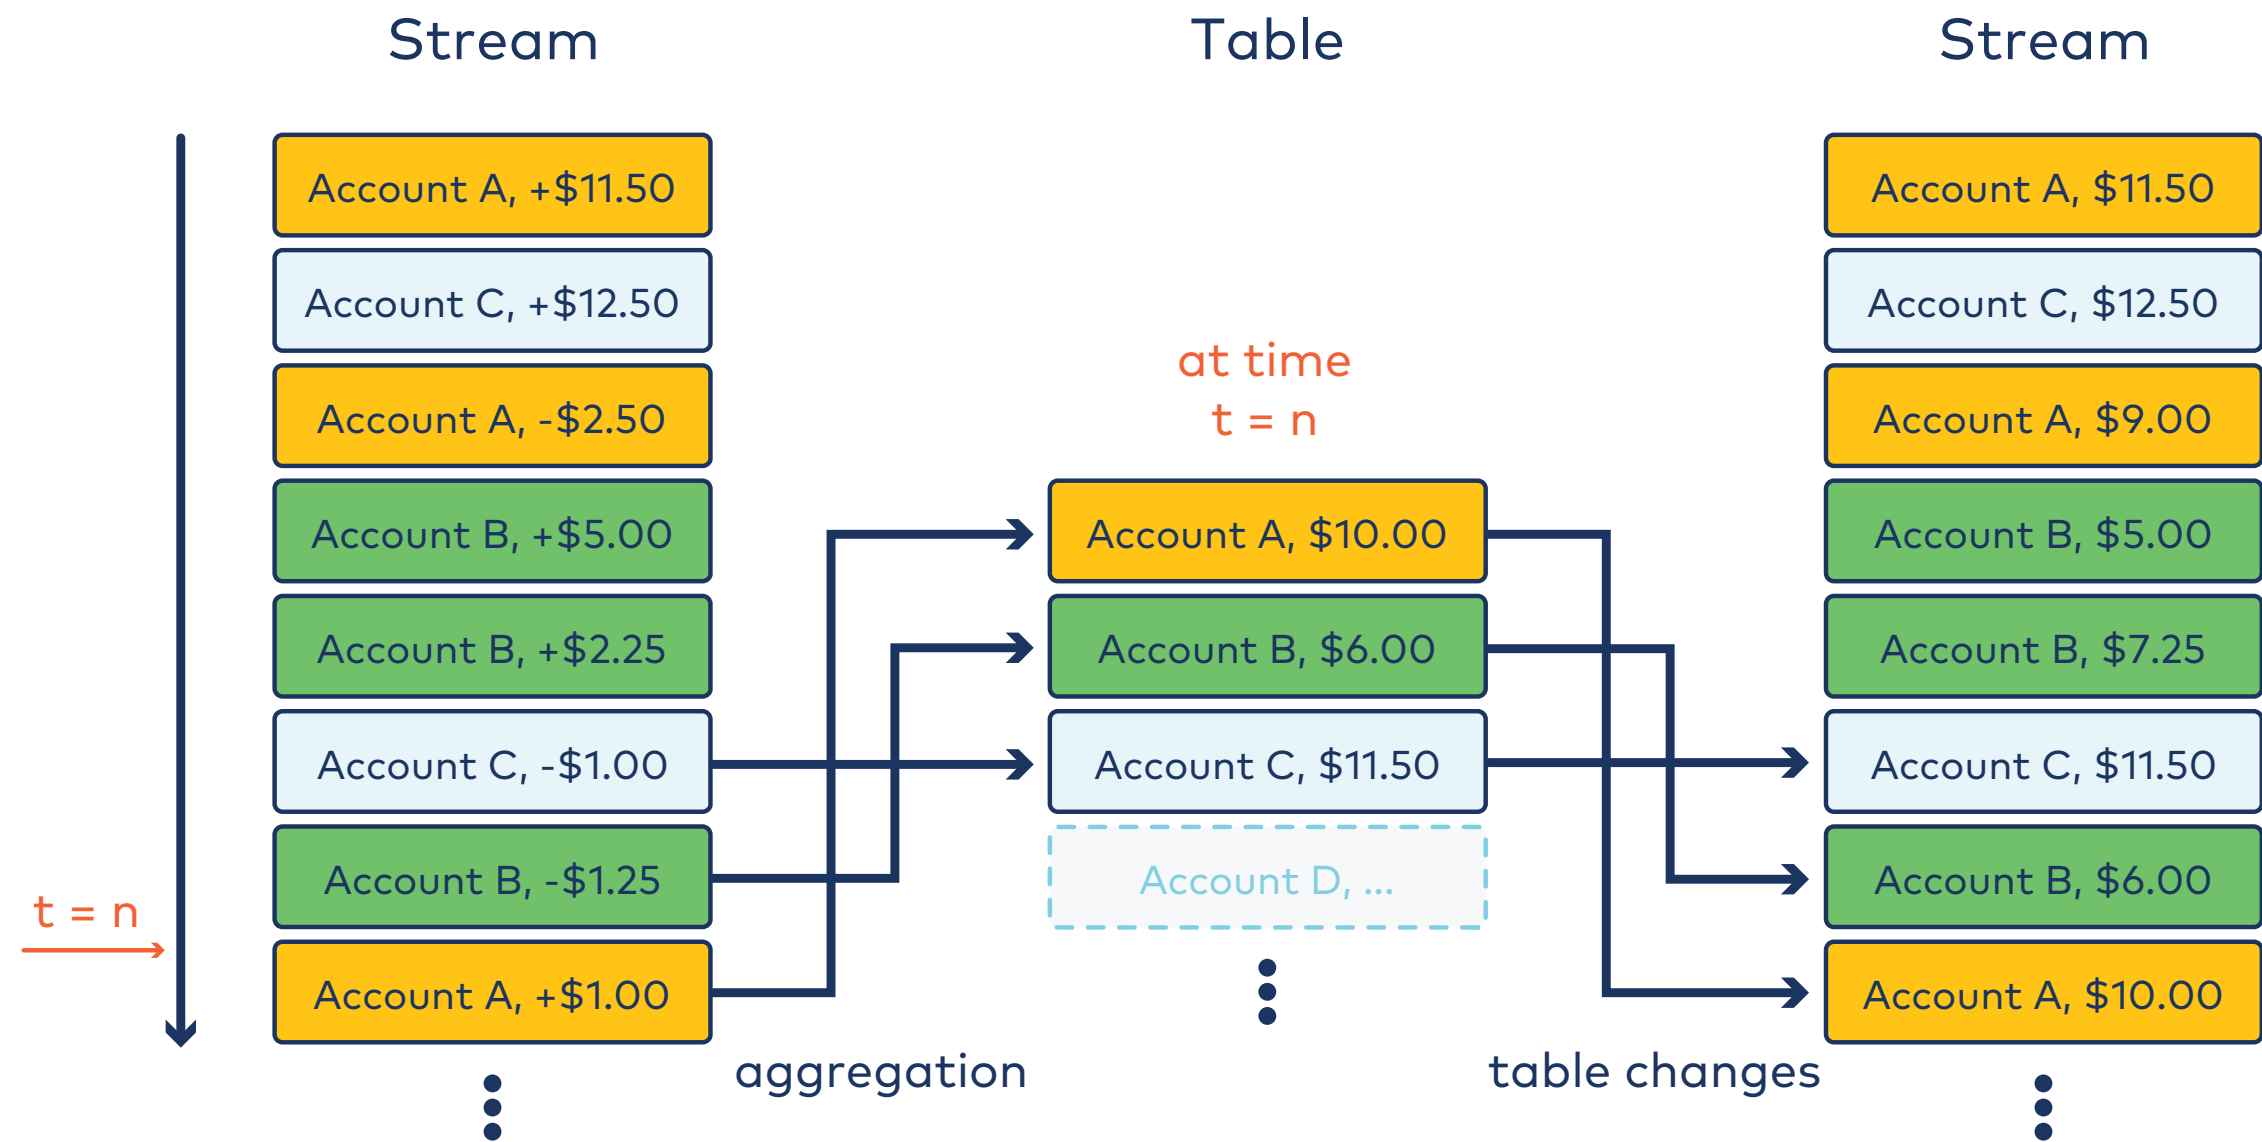 Stream
Table
Stream
Account A, +$11.50
Account C, +$12.50
Account A, -$2.50
Account B, +$5.00
Account B, +$2.25
Account C, -$1.00
Account B, -$1.25
Account A, +$1.00
t = n
aggregation
at time
t = n
Account A, $10.00
Account B, $6.00
Account C, $11.50
Account D, ...
table changes
Account A, $11.50
Account C, $12.50
Account A, $9.00
Account B, $5.00
Account B, $7.25
Account C, $11.50
Account B, $6.00
Account A, $10.00